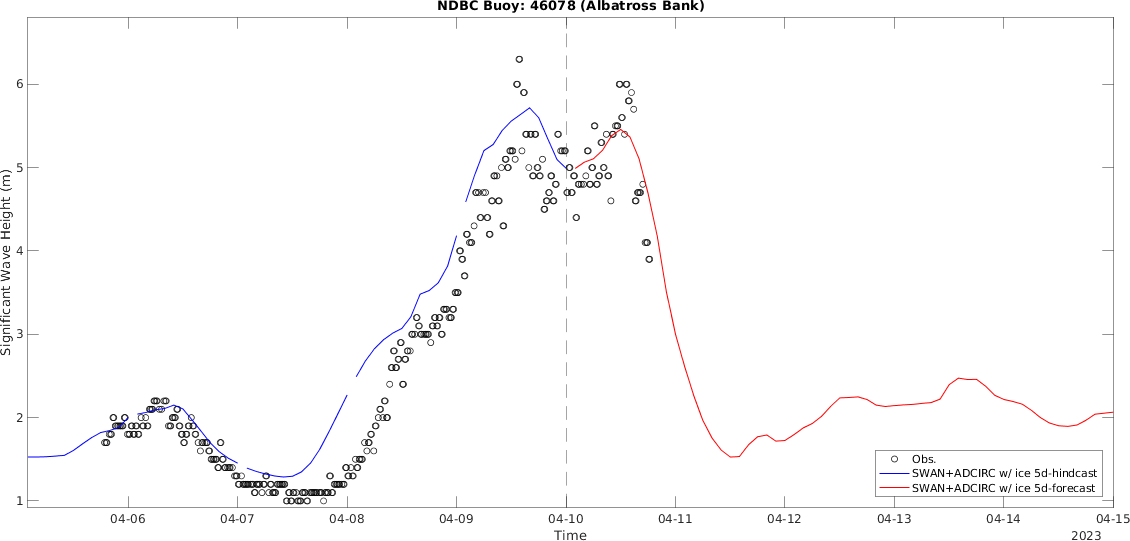 NDBC Buoy: 46078 (Albatross Bank)
Significant Wave Height (m)
6
5
4
3
2
1
Obs.
SWAN+ADCIRC w/ ice 5d-hindcast
SWAN+ADCIRC w/ ice 5d-forecast
04-06 04-07 04-08 04-09 04-10 04-11 04-12 04-13 04-14 04-15
Time
2023